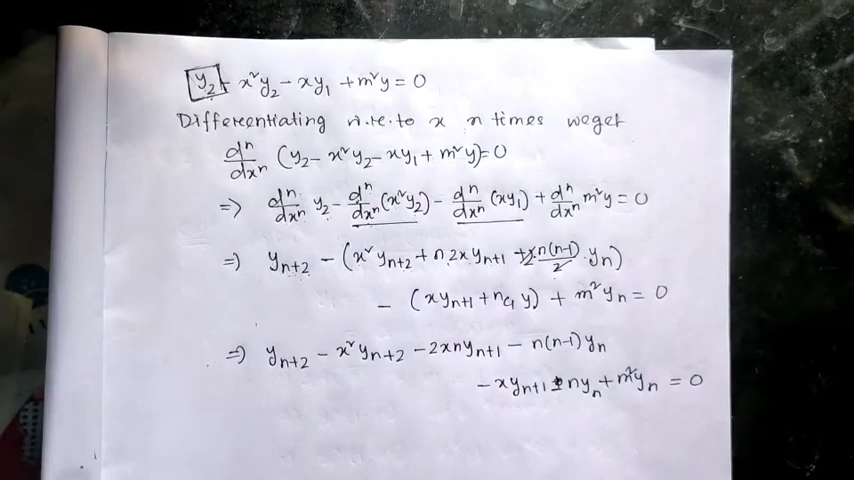 y₂ - x²y₂ - xy₁ + m²y = 0
Differentiating w.r.to x n times weget
dⁿ/dxⁿ (y₂ - x²y₂ - xy₁ + m²y) = 0
=> dⁿ/dxⁿ y₂ - dⁿ/dxⁿ (x²y₂) - dⁿ/dxⁿ (xy₁) + dⁿ/dxⁿ m²y = 0
=> yₙ₊₂ - (x²yₙ₊₂ + n 2x yₙ₊₁ + 2·n(n-1)/2 · yₙ)
- (xyₙ₊₁ + nc₁ y) + m²yₙ = 0
=> yₙ₊₂ - x²yₙ₊₂ - 2xnyₙ₊₁ - n(n-1)yₙ
- xyₙ₊₁ - nyₙ + m²yₙ = 0